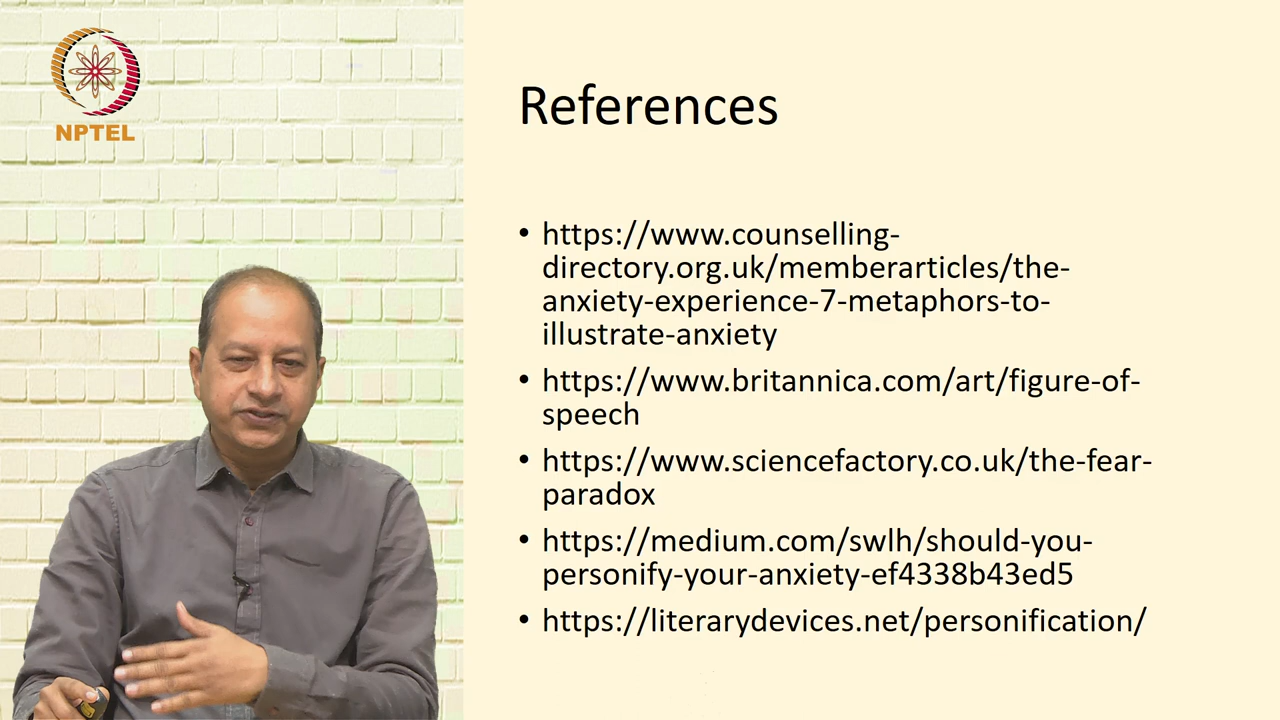 NPTEL
References
• https://www.counselling-
directory.org.uk/memberarticles/the-
anxiety-experience-7-metaphors-to-
illustrate-anxiety
• https://www.britannica.com/art/figure-of-
speech
• https://www.sciencefactory.co.uk/the-fear-
paradox
• https://medium.com/swlh/should-you-
personify-your-anxiety-ef4338b43ed5
• https://literarydevices.net/personification/